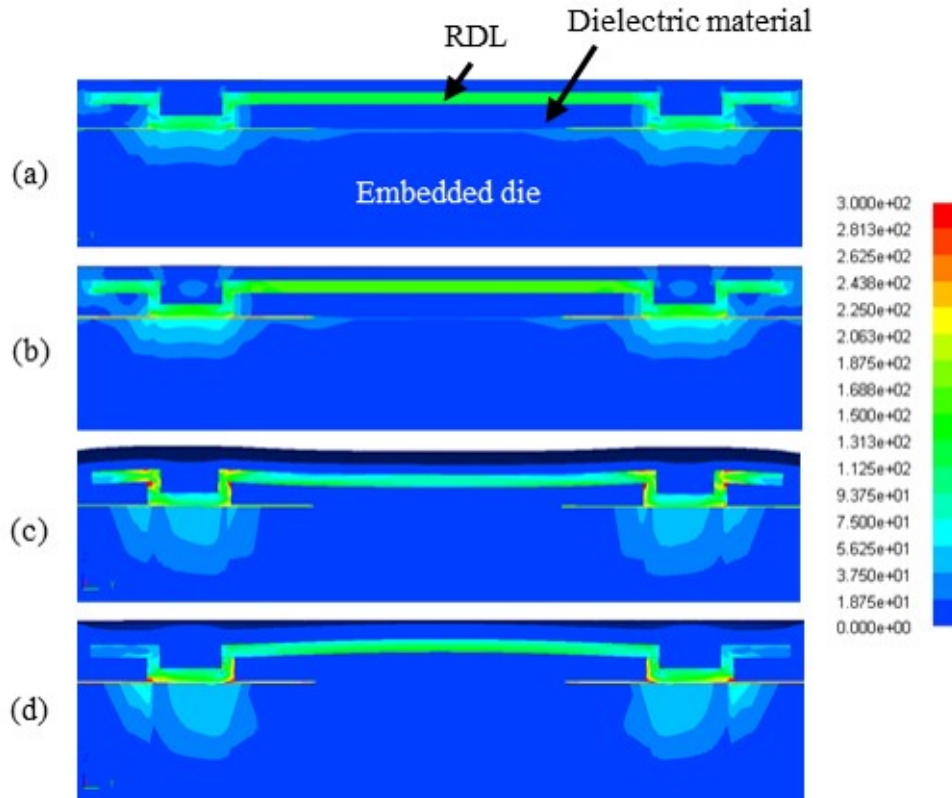 RDL
Dielectric material
(a)
Embedded die
(b)
(c)
(d)
3.000e+02
2.813e+02
2.625e+02
2.438e+02
2.250e+02
2.063e+02
1.875e+02
1.688e+02
1.500e+02
1.313e+02
1.125e+02
9.375e+01
7.500e+01
5.625e+01
3.750e+01
1.875e+01
0.000e+00